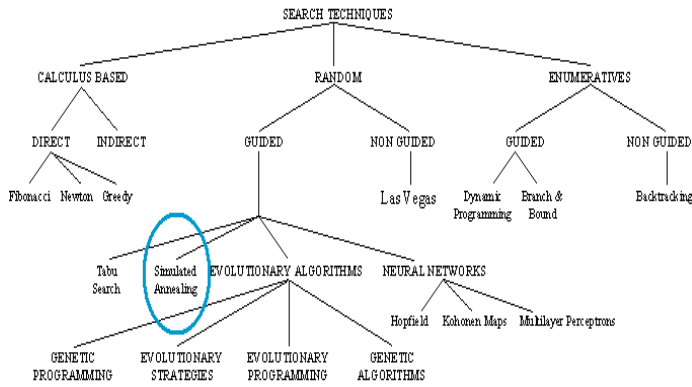 SEARCH TECHNIQUES
CALCULUS BASED
RANDOM
ENUMERATIVES
DIRECT
INDIRECT
GUIDED
NON GUIDED
GUIDED
NON GUIDED
Fibonacci
Newton
Greedy
Las Vegas
Dynamic
Programming
Branch &
Bound
Backtracking
Tabu
Search
Simulated
Annealing
EVOLUTIONARY ALGORITHMS
NEURAL NETWORKS
Hopfield
Kohonen Maps
Multilayer Perceptrons
GENETIC
PROGRAMMING
EVOLUTIONARY
STRATEGIES
EVOLUTIONARY
PROGRAMMING
GENETIC
ALGORITHMS